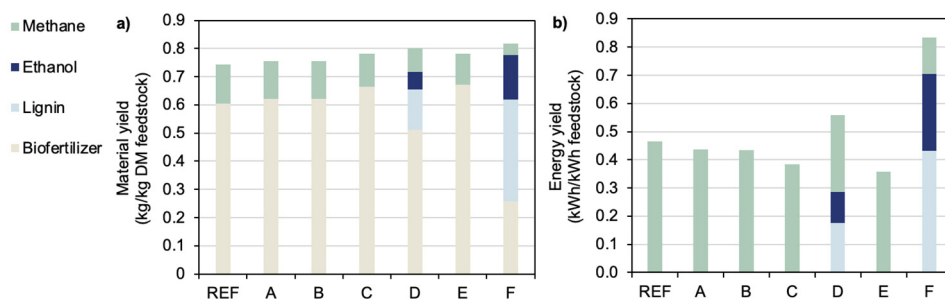 Methane
Ethanol
Lignin
Biofertilizer
a)
Material yield
(kg/kg DM feedstock)
0.9
0.8
0.7
0.6
0.5
0.4
0.3
0.2
0.1
0
REF A B C D E F
b)
Energy yield
(kWh/kWh feedstock)
0.9
0.8
0.7
0.6
0.5
0.4
0.3
0.2
0.1
0.0
REF A B C D E F